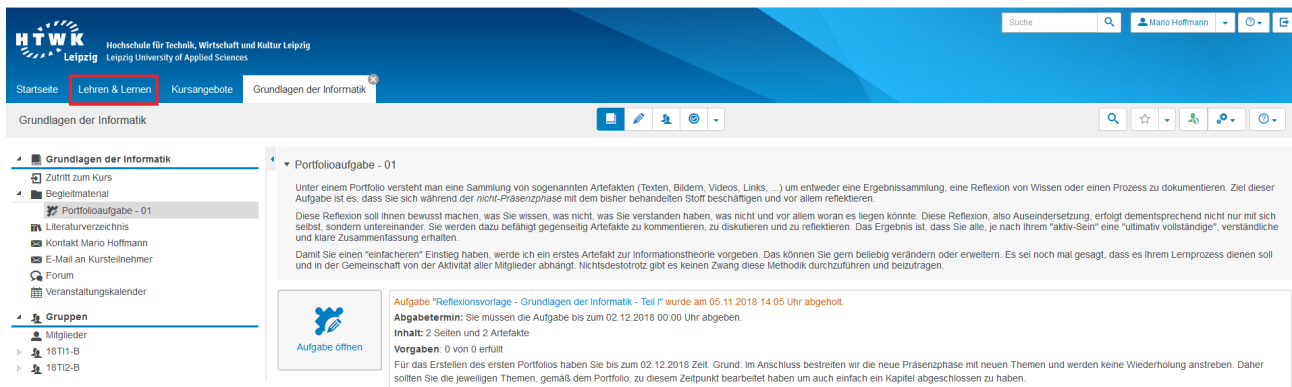 HTWK
Leipzig
Hochschule für Technik, Wirtschaft und Kultur Leipzig
Leipzig University of Applied Sciences
Suche
Mario Hoffmann
Startseite
Lehren & Lernen
Kursangebote
Grundlagen der Informatik
Grundlagen der Informatik
Grundlagen der Informatik
Zutritt zum Kurs
Begleitmaterial
Portfolioaufgabe - 01
Literaturverzeichnis
Kontakt Mario Hoffmann
E-Mail an Kursteilnehmer
Forum
Veranstaltungskalender
Gruppen
Mitglieder
18TI1-B
18TI2-B
Portfolioaufgabe - 01
Unter einem Portfolio versteht man eine Sammlung von sogenannten Artefakten (Texten, Bildern, Videos, Links, ...) um entweder eine Ergebnissammlung, eine Reflexion von Wissen oder einen Prozess zu dokumentieren. Ziel dieser
Aufgabe ist es, dass Sie sich während der nicht-Präsenzphase mit dem bisher behandelten Stoff beschäftigen und vor allem reflektieren.
Diese Reflexion soll Ihnen bewusst machen, was Sie wissen, was nicht, was Sie verstanden haben, was nicht und vor allem woran es liegen könnte. Diese Reflexion, also Auseindersetzung, erfolgt dementsprechend nicht nur mit sich
selbst, sondern untereinander. Sie werden dazu befähigt gegenseitig Artefakte zu kommentieren, zu diskutieren und zu reflektieren. Das Ergebnis ist, dass Sie alle, je nach Ihrem "aktiv-Sein" eine "ultimativ vollständige", verständliche
und klare Zusammenfassung erhalten.
Damit Sie einen "einfacheren" Einstieg haben, werde ich ein erstes Artefakt zur Informationstheorie vorgeben. Das können Sie gern beliebig verändern oder erweitern. Es sei noch mal gesagt, dass es Ihrem Lernprozess dienen soll
und in der Gemeinschaft von der Aktivität aller Mitglieder abhängt. Nichtsdestotrotz gibt es keinen Zwang diese Methodik durchzuführen und beizutragen.
Aufgabe öffnen
Aufgabe "Reflexionsvorlage - Grundlagen der Informatik - Teil I" wurde am 05.11.2018 14:05 Uhr abgeholt.
Abgabetermin: Sie müssen die Aufgabe bis zum 02.12.2018 00:00 Uhr abgeben.
Inhalt: 2 Seiten und 2 Artefakte
Vorgaben: 0 von 0 erfüllt
Für das Erstellen des ersten Portfolios haben Sie bis zum 02.12.2018 Zeit. Grund: Im Anschluss bestreiten wir die neue Präsenzphase mit neuen Themen und werden keine Wiederholung anstreben. Daher
sollten Sie die jeweiligen Themen, gemäß dem Portfolio, zu diesem Zeitpunkt bearbeitet haben um auch einfach ein Kapitel abgeschlossen zu haben.